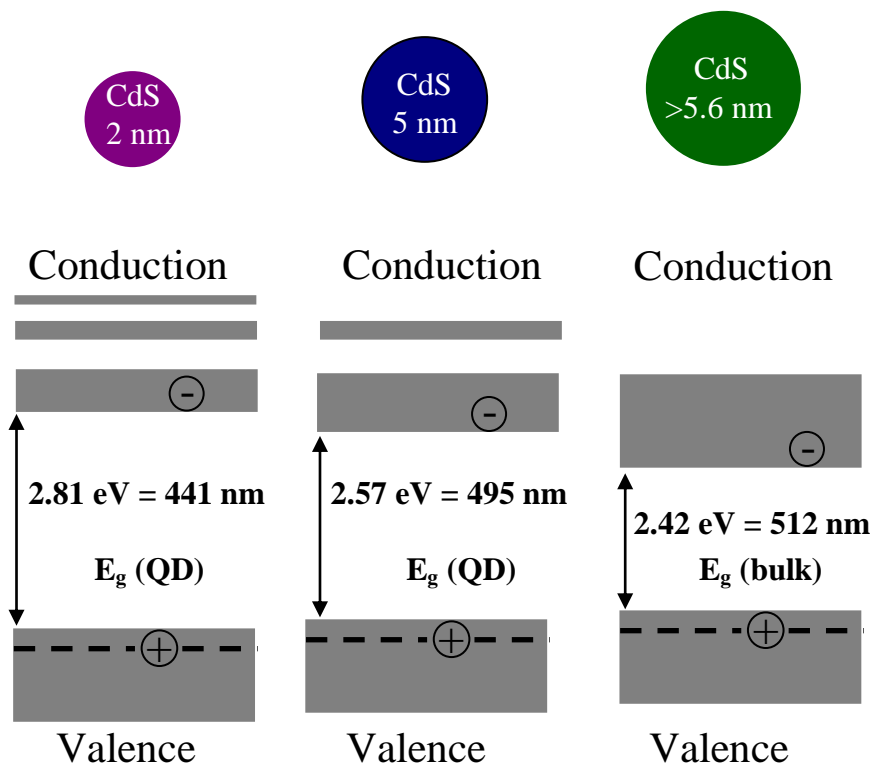 CdS
2 nm
CdS
5 nm
CdS
>5.6 nm
Conduction
Conduction
Conduction
-
-
-
2.81 eV = 441 nm
2.57 eV = 495 nm
2.42 eV = 512 nm
Eg (QD)
Eg (QD)
Eg (bulk)
+
+
+
Valence
Valence
Valence